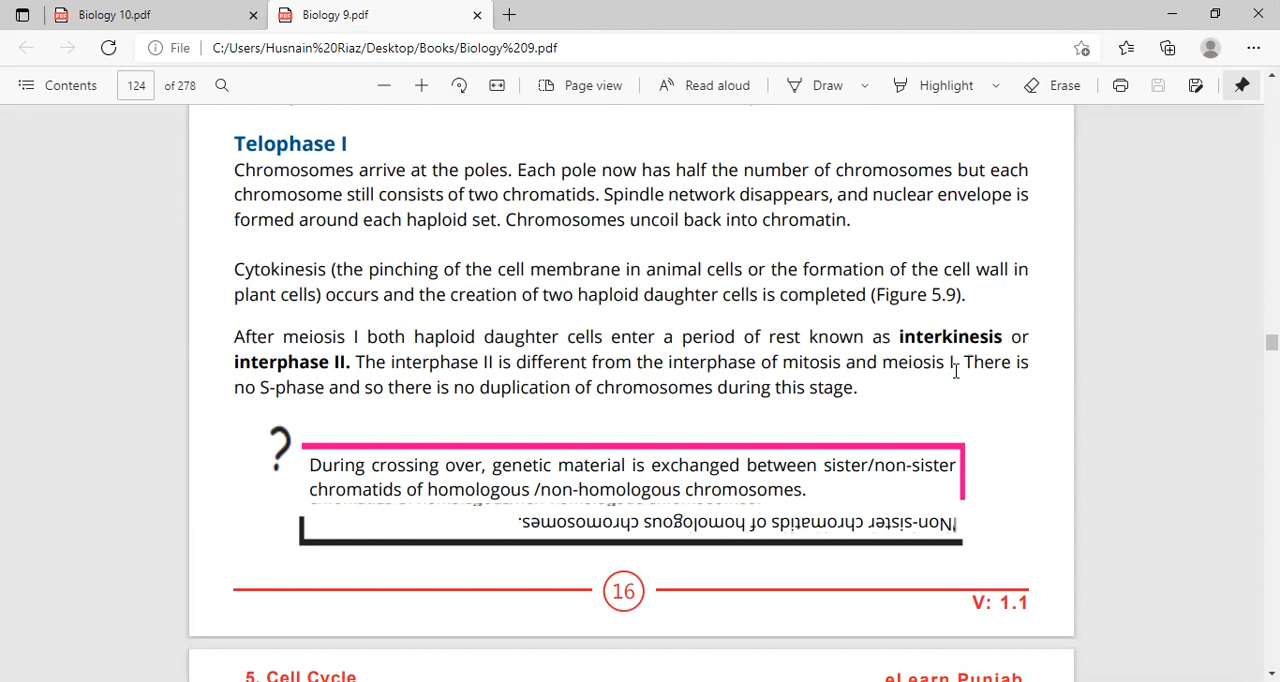 Biology 10.pdf
Biology 9.pdf
File C:/Users/Husnain%20Riaz/Desktop/Books/Biology%209.pdf
Contents 124 of 278 Page view Read aloud Draw Highlight Erase
Telophase I
Chromosomes arrive at the poles. Each pole now has half the number of chromosomes but each
chromosome still consists of two chromatids. Spindle network disappears, and nuclear envelope is
formed around each haploid set. Chromosomes uncoil back into chromatin.
Cytokinesis (the pinching of the cell membrane in animal cells or the formation of the cell wall in
plant cells) occurs and the creation of two haploid daughter cells is completed (Figure 5.9).
After meiosis I both haploid daughter cells enter a period of rest known as interkinesis or
interphase II. The interphase II is different from the interphase of mitosis and meiosis I. There is
no S-phase and so there is no duplication of chromosomes during this stage.
?
During crossing over, genetic material is exchanged between sister/non-sister
chromatids of homologous /non-homologous chromosomes.
Non-sister chromatids of homologous chromosomes.
16
V: 1.1
5. Cell Cycle eLearn Punjab